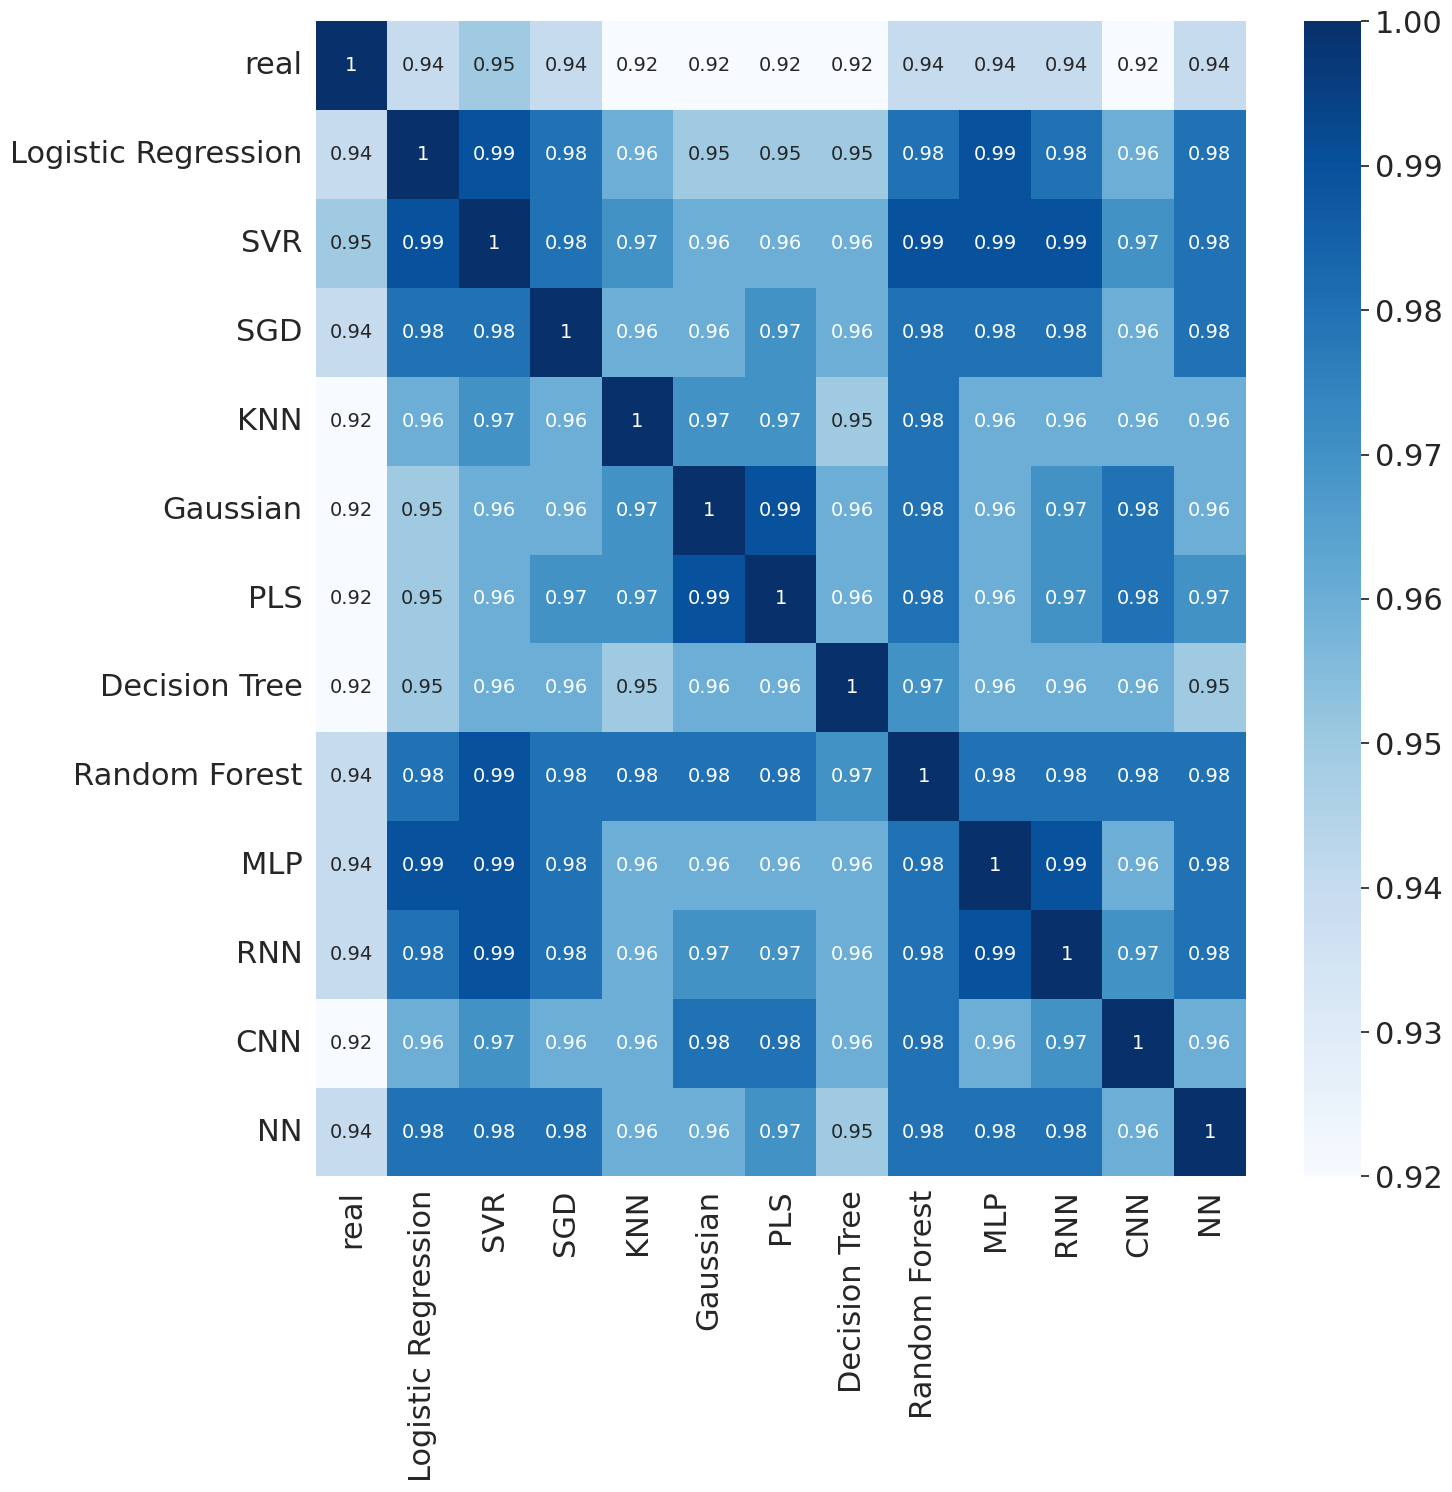 real 1 0.94 0.95 0.94 0.92 0.92 0.92 0.92 0.94 0.94 0.94 0.92 0.94
Logistic Regression 0.94 1 0.99 0.98 0.96 0.95 0.95 0.95 0.98 0.99 0.98 0.96 0.98
SVR 0.95 0.99 1 0.98 0.97 0.96 0.96 0.96 0.99 0.99 0.99 0.97 0.98
SGD 0.94 0.98 0.98 1 0.96 0.96 0.97 0.96 0.98 0.98 0.98 0.96 0.98
KNN 0.92 0.96 0.97 0.96 1 0.97 0.97 0.95 0.98 0.96 0.96 0.96 0.96
Gaussian 0.92 0.95 0.96 0.96 0.97 1 0.99 0.96 0.98 0.96 0.97 0.98 0.96
PLS 0.92 0.95 0.96 0.97 0.97 0.99 1 0.96 0.98 0.96 0.97 0.98 0.97
Decision Tree 0.92 0.95 0.96 0.96 0.95 0.96 0.96 1 0.97 0.96 0.96 0.96 0.95
Random Forest 0.94 0.98 0.99 0.98 0.98 0.98 0.98 0.97 1 0.98 0.98 0.98 0.98
MLP 0.94 0.99 0.99 0.98 0.96 0.96 0.96 0.96 0.98 1 0.99 0.96 0.98
RNN 0.94 0.98 0.99 0.98 0.96 0.97 0.97 0.96 0.98 0.99 1 0.97 0.98
CNN 0.92 0.96 0.97 0.96 0.96 0.98 0.98 0.96 0.98 0.96 0.97 1 0.96
NN 0.94 0.98 0.98 0.98 0.96 0.96 0.97 0.95 0.98 0.98 0.98 0.96 1
real
Logistic Regression
SVR
SGD
KNN
Gaussian
PLS
Decision Tree
Random Forest
MLP
RNN
CNN
NN
1.00
0.99
0.98
0.97
0.96
0.95
0.94
0.93
0.92